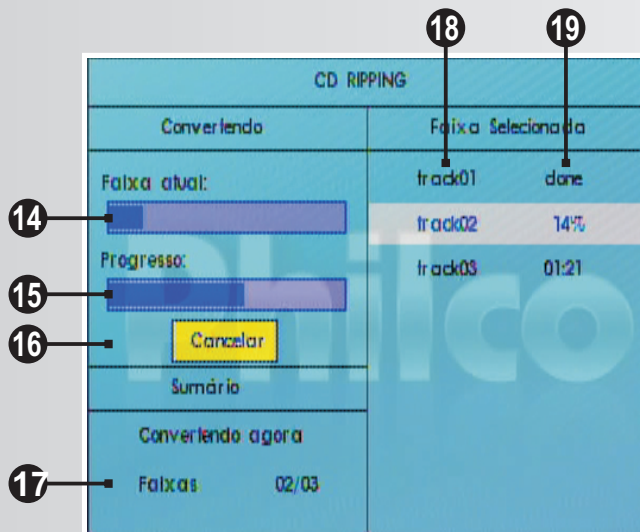 18 19
CD RIPPING
Convertendo
Faixa Selecionada
Faixa atual:
14
Progresso:
15
16
Cancelar
Sumário
Convertendo agora
17
Faixas 02/03
track01 done
track02 14%
track03 01:21
Philco